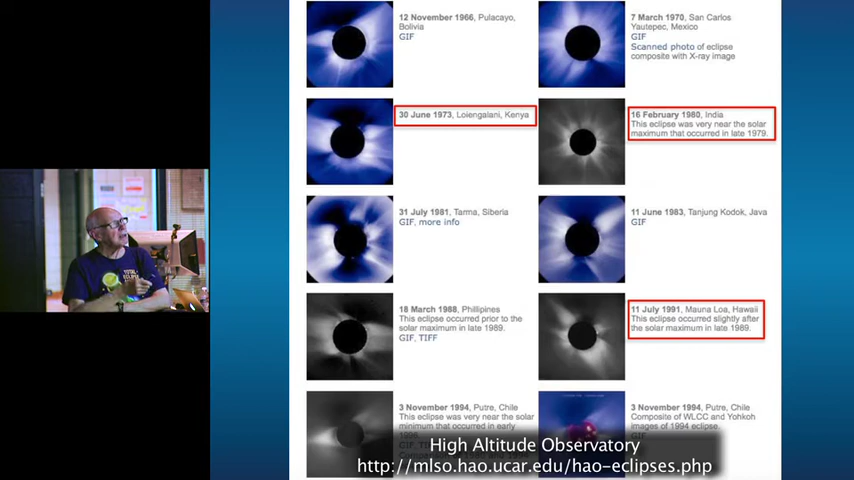 12 November 1966, Pulacayo,
Bolivia
GIF
7 March 1970, San Carlos
Yautepec, Mexico
GIF
Scanned photo of eclipse
composite with X-ray image
30 June 1973, Loiengalani, Kenya
16 February 1980, India
This eclipse was very near the solar
maximum that occurred in late 1979.
31 July 1981, Tarma, Siberia
GIF, more info
11 June 1983, Tanjung Kodok, Java
GIF
18 March 1988, Phillipines
This eclipse occurred prior to the
solar maximum in late 1989.
GIF, TIFF
11 July 1991, Mauna Loa, Hawaii
This eclipse occurred slightly after
the solar maximum in late 1989.
3 November 1994, Putre, Chile
This eclipse was very near the solar
minimum that occurred in early
3 November 1994, Putre, Chile
Composite of WLCC and Yohkoh
images of 1994 eclipse.
High Altitude Observatory
http://mlso.hao.ucar.edu/hao-eclipses.php
TOTAL
ECLIPSE